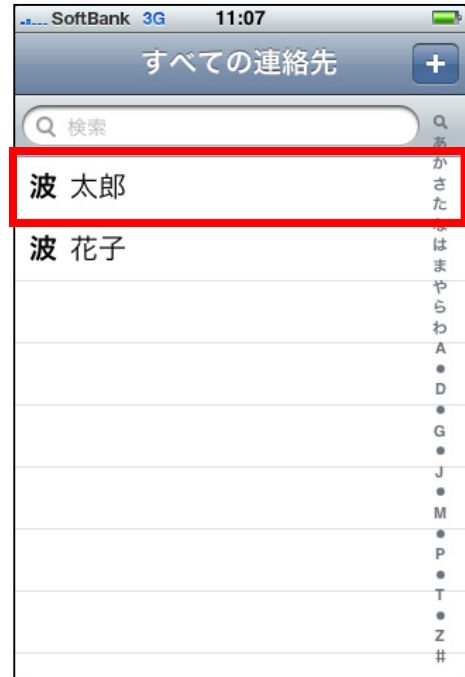 SoftBank 3G 11:07
すべての連絡先
+
検索
波 太郎
波 花子
あ
か
さ
た
な
は
ま
や
ら
わ
A
●
D
●
G
●
J
●
M
●
P
●
T
●
Z
#